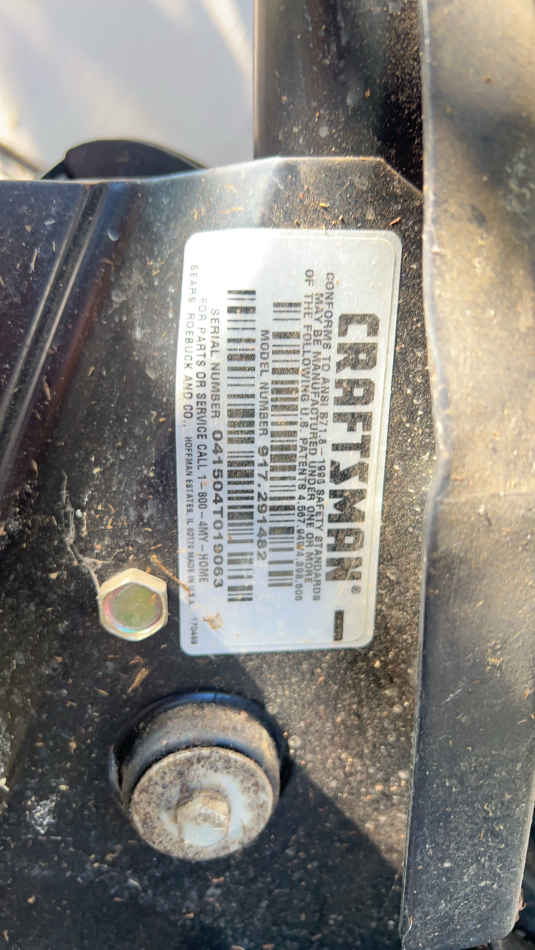 CRAFTSMAN®
CONFORMS TO ANSI B71.8-1996 SAFETY STANDARDS
MAY BE MANUFACTURED UNDER ONE OR MORE
OF THE FOLLOWING U.S. PATENTS
MODEL NUMBER 917.291482
SERIAL NUMBER 041504T019063
FOR PARTS OR SERVICE CALL 1-800-4MY-HOME
SEARS, ROEBUCK AND CO., HOFFMAN ESTATES, IL 60179 MADE IN U.S.A.